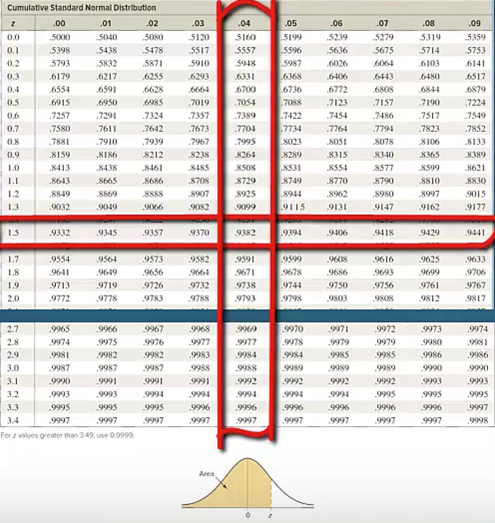 Cumulative Standard Normal Distribution
z .00 .01 .02 .03 .04 .05 .06 .07 .08 .09
0.0 .5000 .5040 .5080 .5120 .5160 .5199 .5239 .5279 .5319 .5359
0.1 .5398 .5438 .5478 .5517 .5557 .5596 .5636 .5675 .5714 .5753
0.2 .5793 .5832 .5871 .5910 .5948 .5987 .6026 .6064 .6103 .6141
0.3 .6179 .6217 .6255 .6293 .6331 .6368 .6406 .6443 .6480 .6517
0.4 .6554 .6591 .6628 .6664 .6700 .6736 .6772 .6808 .6844 .6879
0.5 .6915 .6950 .6985 .7019 .7054 .7088 .7123 .7157 .7190 .7224
0.6 .7257 .7291 .7324 .7357 .7389 .7422 .7454 .7486 .7517 .7549
0.7 .7580 .7611 .7642 .7673 .7704 .7734 .7764 .7794 .7823 .7852
0.8 .7881 .7910 .7939 .7967 .7995 .8023 .8051 .8078 .8106 .8133
0.9 .8159 .8186 .8212 .8238 .8264 .8289 .8315 .8340 .8365 .8389
1.0 .8413 .8438 .8461 .8485 .8508 .8531 .8554 .8577 .8599 .8621
1.1 .8643 .8665 .8686 .8708 .8729 .8749 .8770 .8790 .8810 .8830
1.2 .8849 .8869 .8888 .8907 .8925 .8944 .8962 .8980 .8997 .9015
1.3 .9032 .9049 .9066 .9082 .9099 .9115 .9131 .9147 .9162 .9177
1.5 .9332 .9345 .9357 .9370 .9382 .9394 .9406 .9418 .9429 .9441
1.7 .9554 .9564 .9573 .9582 .9591 .9599 .9608 .9616 .9625 .9633
1.8 .9641 .9649 .9656 .9664 .9671 .9678 .9686 .9693 .9699 .9706
1.9 .9713 .9719 .9726 .9732 .9738 .9744 .9750 .9756 .9761 .9767
2.0 .9772 .9778 .9783 .9788 .9793 .9798 .9803 .9808 .9812 .9817
2.7 .9965 .9966 .9967 .9968 .9969 .9970 .9971 .9972 .9973 .9974
2.8 .9974 .9975 .9976 .9977 .9977 .9978 .9979 .9979 .9980 .9981
2.9 .9981 .9982 .9982 .9983 .9984 .9984 .9985 .9985 .9986 .9986
3.0 .9987 .9987 .9987 .9988 .9988 .9989 .9989 .9989 .9990 .9990
3.1 .9990 .9991 .9991 .9991 .9992 .9992 .9992 .9992 .9993 .9993
3.2 .9993 .9993 .9994 .9994 .9994 .9994 .9994 .9995 .9995 .9995
3.3 .9995 .9995 .9995 .9996 .9996 .9996 .9996 .9996 .9996 .9997
3.4 .9997 .9997 .9997 .9997 .9997 .9997 .9997 .9997 .9997 .9998
For z values greater than 3.49, use 0.9999.
Area
0 z